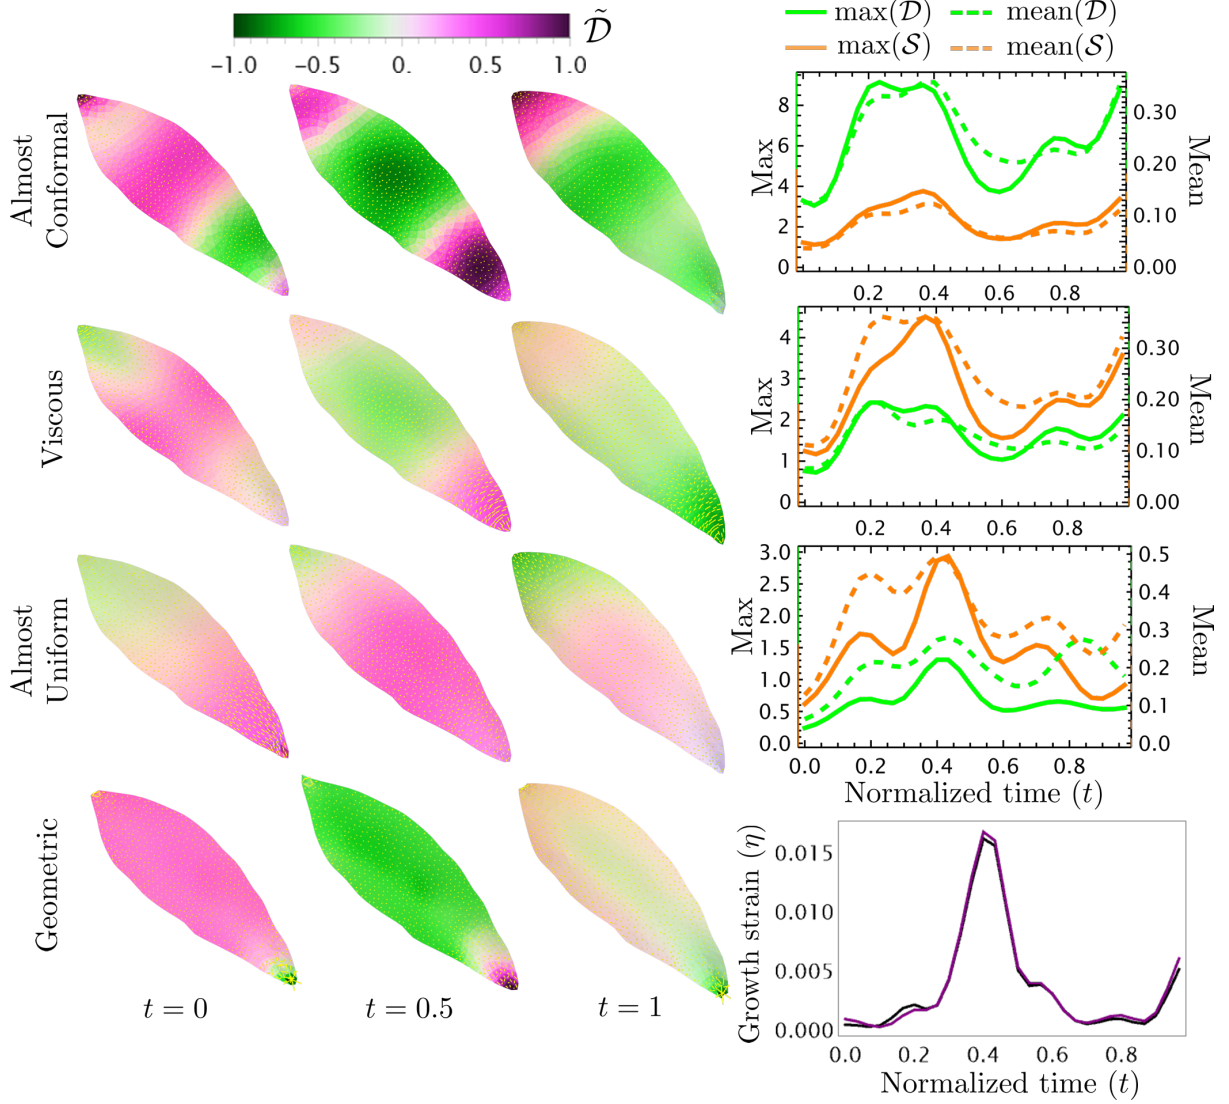 -1.0 -0.5 0. 0.5 1.0 𝒟̃
max(𝒟) mean(𝒟)
max(𝒮) mean(𝒮)
Almost
Conformal
Viscous
Almost
Uniform
Geometric
t = 0 t = 0.5 t = 1
Max
8
6
4
2
0
0.30
0.20
0.10
0.00
Mean
0.2 0.4 0.6 0.8
Max
4
3
2
1
0
0.30
0.20
0.10
0.00
Mean
0.2 0.4 0.6 0.8
Max
3.0
2.5
2.0
1.5
1.0
0.5
0.0
0.5
0.4
0.3
0.2
0.1
0.0
Mean
0.0 0.2 0.4 0.6 0.8
Normalized time (t)
Growth strain (η)
0.015
0.010
0.005
0.000
0.0 0.2 0.4 0.6 0.8
Normalized time (t)